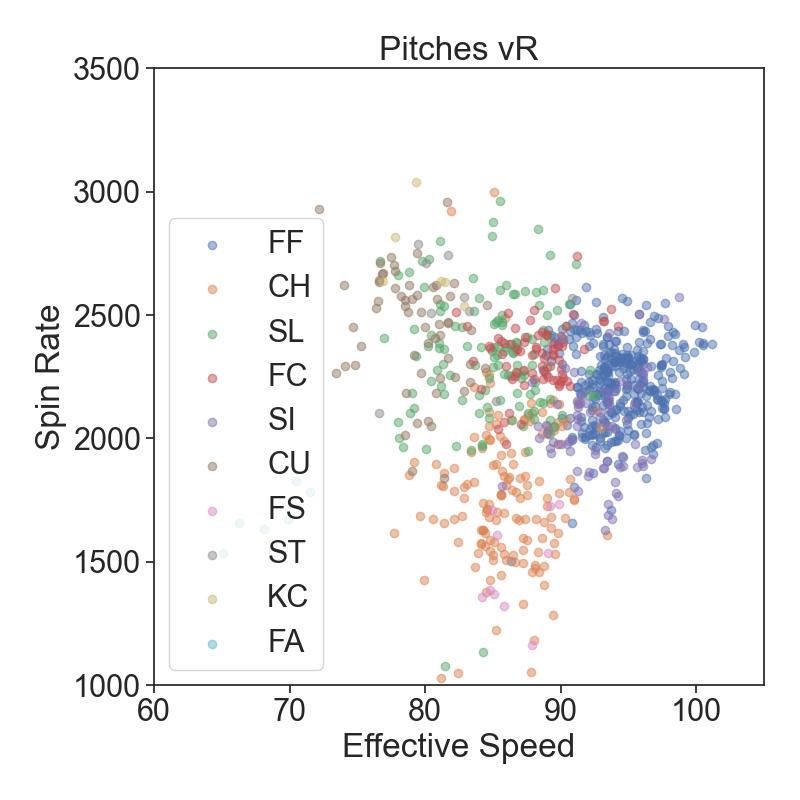 Pitches vR
3500
3000
2500
2000
1500
1000
Spin Rate
FF
CH
SL
FC
SI
CU
FS
ST
KC
FA
60
70
80
90
100
Effective Speed